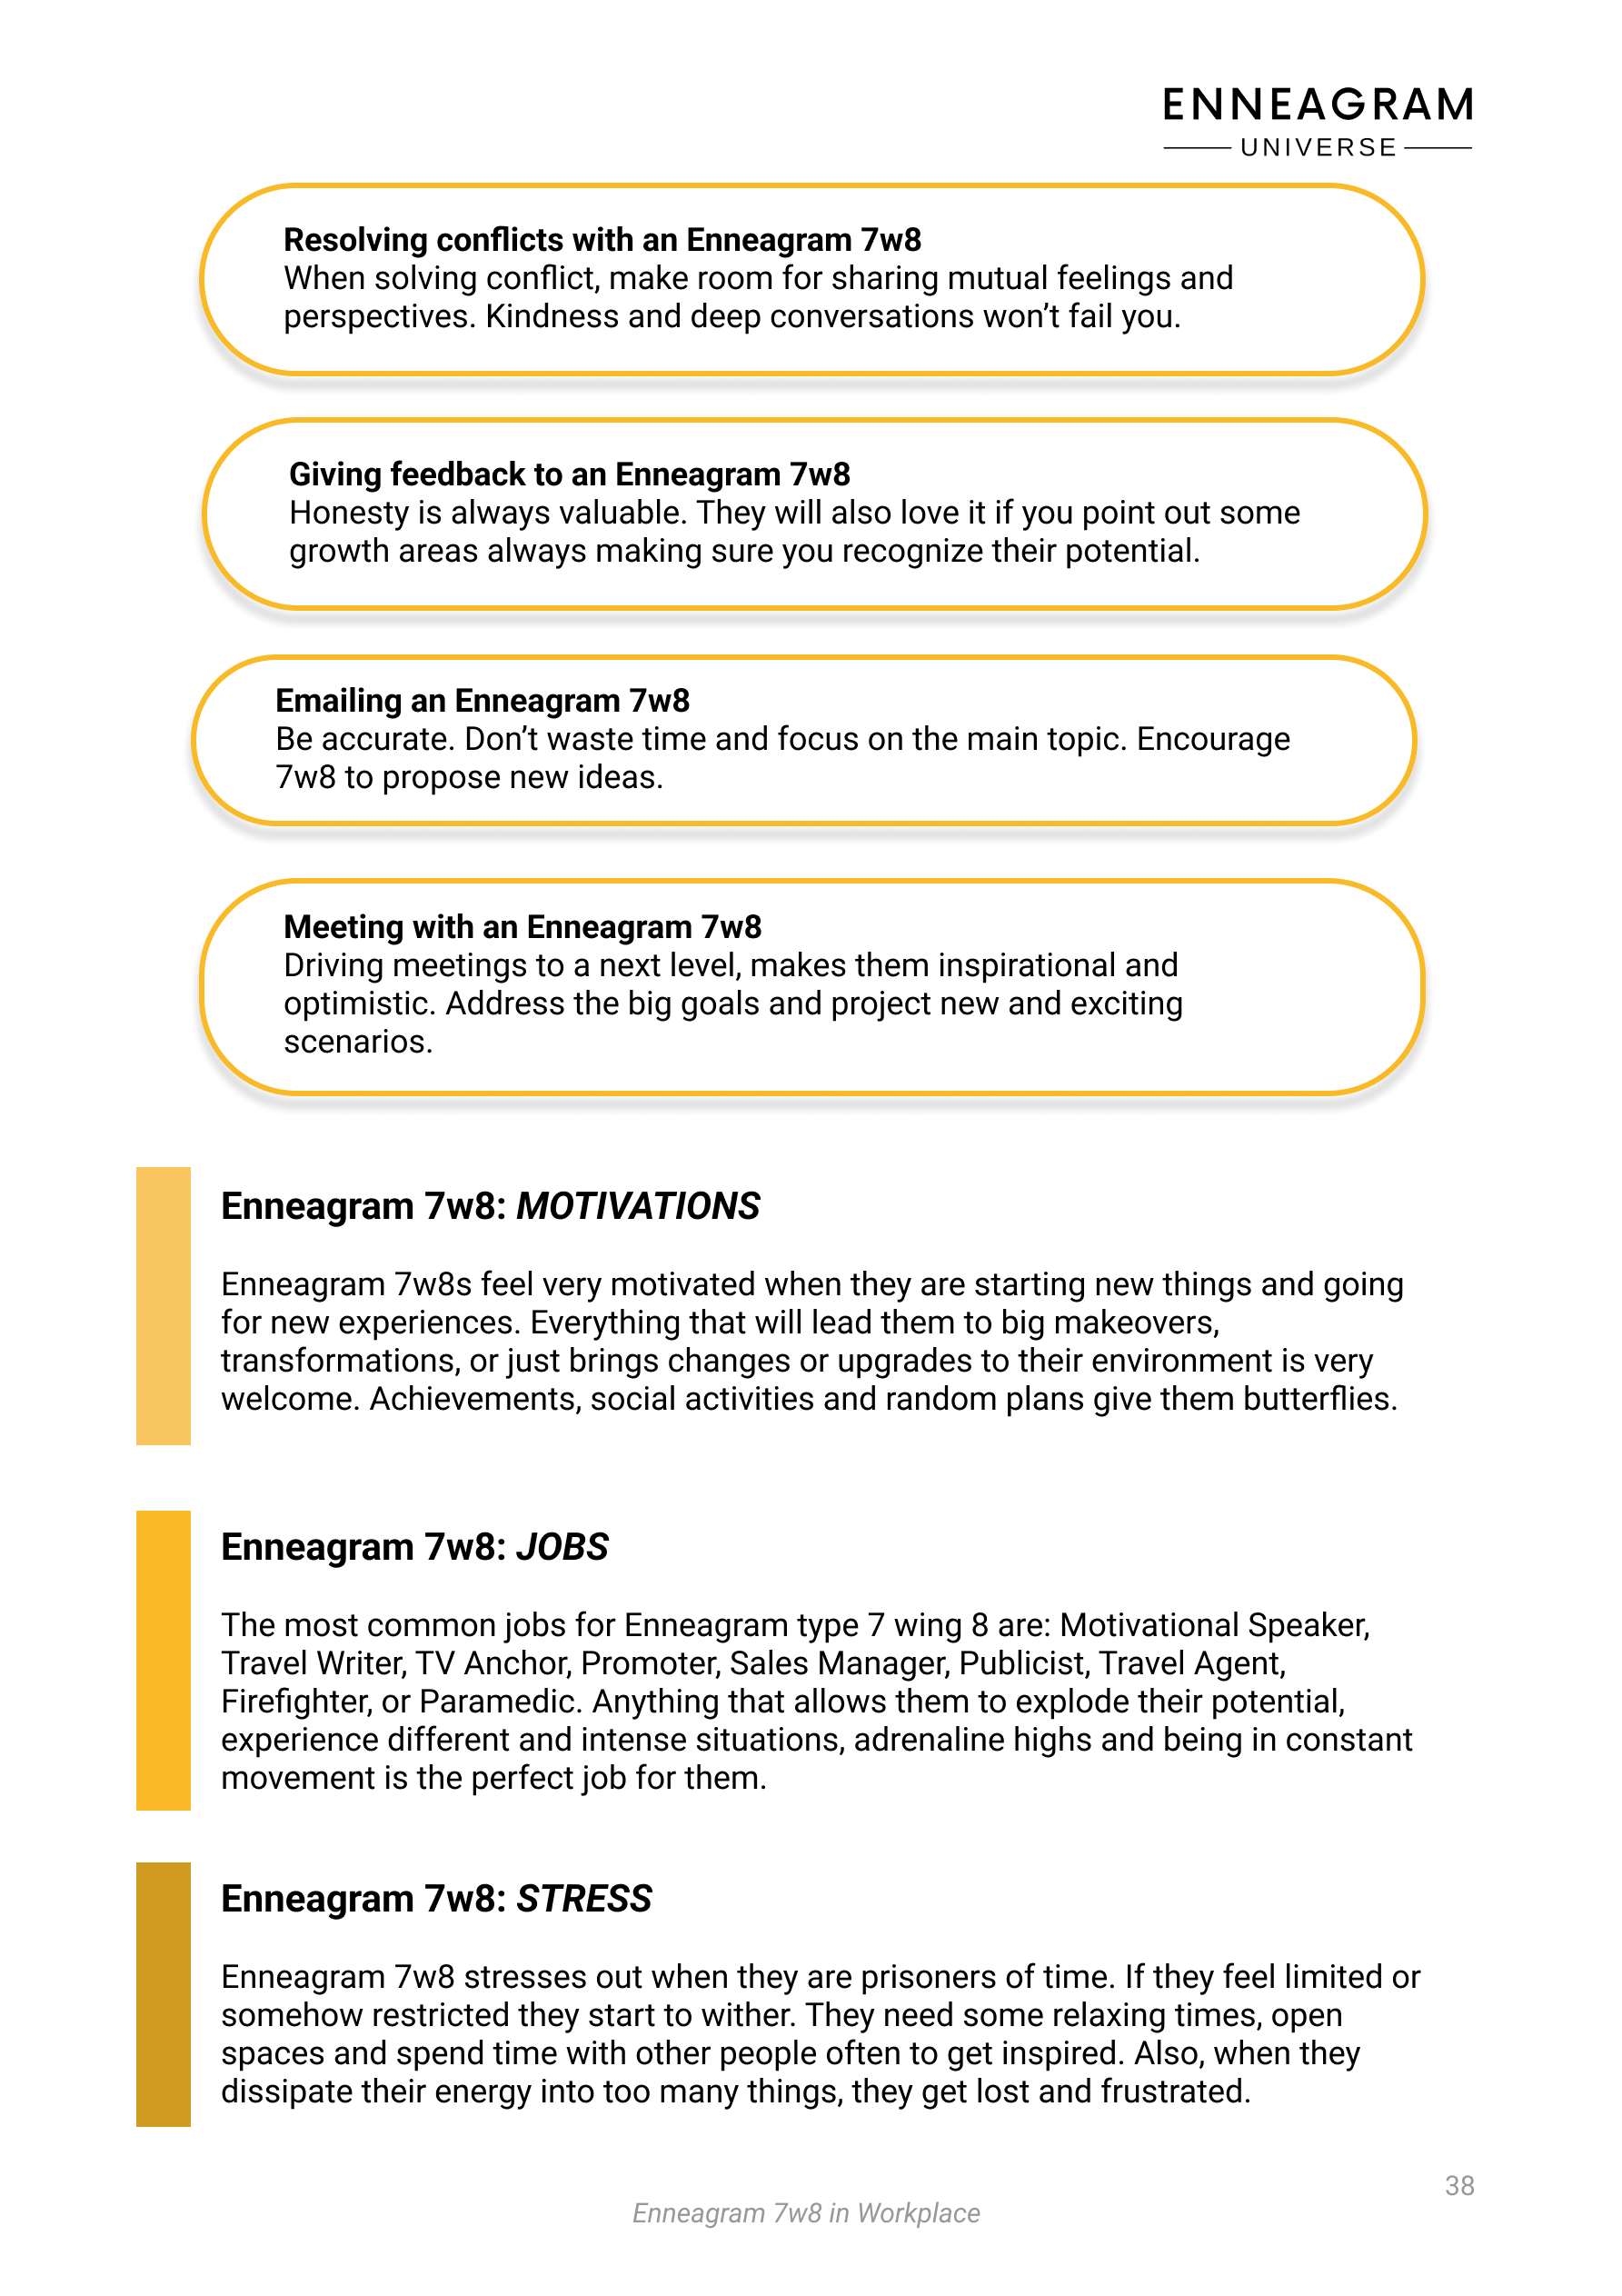 ENNEAGRAM
UNIVERSE
Resolving conflicts with an Enneagram 7w8
When solving conflict, make room for sharing mutual feelings and
perspectives. Kindness and deep conversations won’t fail you.
Giving feedback to an Enneagram 7w8
Honesty is always valuable. They will also love it if you point out some
growth areas always making sure you recognize their potential.
Emailing an Enneagram 7w8
Be accurate. Don’t waste time and focus on the main topic. Encourage
7w8 to propose new ideas.
Meeting with an Enneagram 7w8
Driving meetings to a next level, makes them inspirational and
optimistic. Address the big goals and project new and exciting
scenarios.
Enneagram 7w8: MOTIVATIONS
Enneagram 7w8s feel very motivated when they are starting new things and going
for new experiences. Everything that will lead them to big makeovers,
transformations, or just brings changes or upgrades to their environment is very
welcome. Achievements, social activities and random plans give them butterflies.
Enneagram 7w8: JOBS
The most common jobs for Enneagram type 7 wing 8 are: Motivational Speaker,
Travel Writer, TV Anchor, Promoter, Sales Manager, Publicist, Travel Agent,
Firefighter, or Paramedic. Anything that allows them to explode their potential,
experience different and intense situations, adrenaline highs and being in constant
movement is the perfect job for them.
Enneagram 7w8: STRESS
Enneagram 7w8 stresses out when they are prisoners of time. If they feel limited or
somehow restricted they start to wither. They need some relaxing times, open
spaces and spend time with other people often to get inspired. Also, when they
dissipate their energy into too many things, they get lost and frustrated.
38
Enneagram 7w8 in Workplace